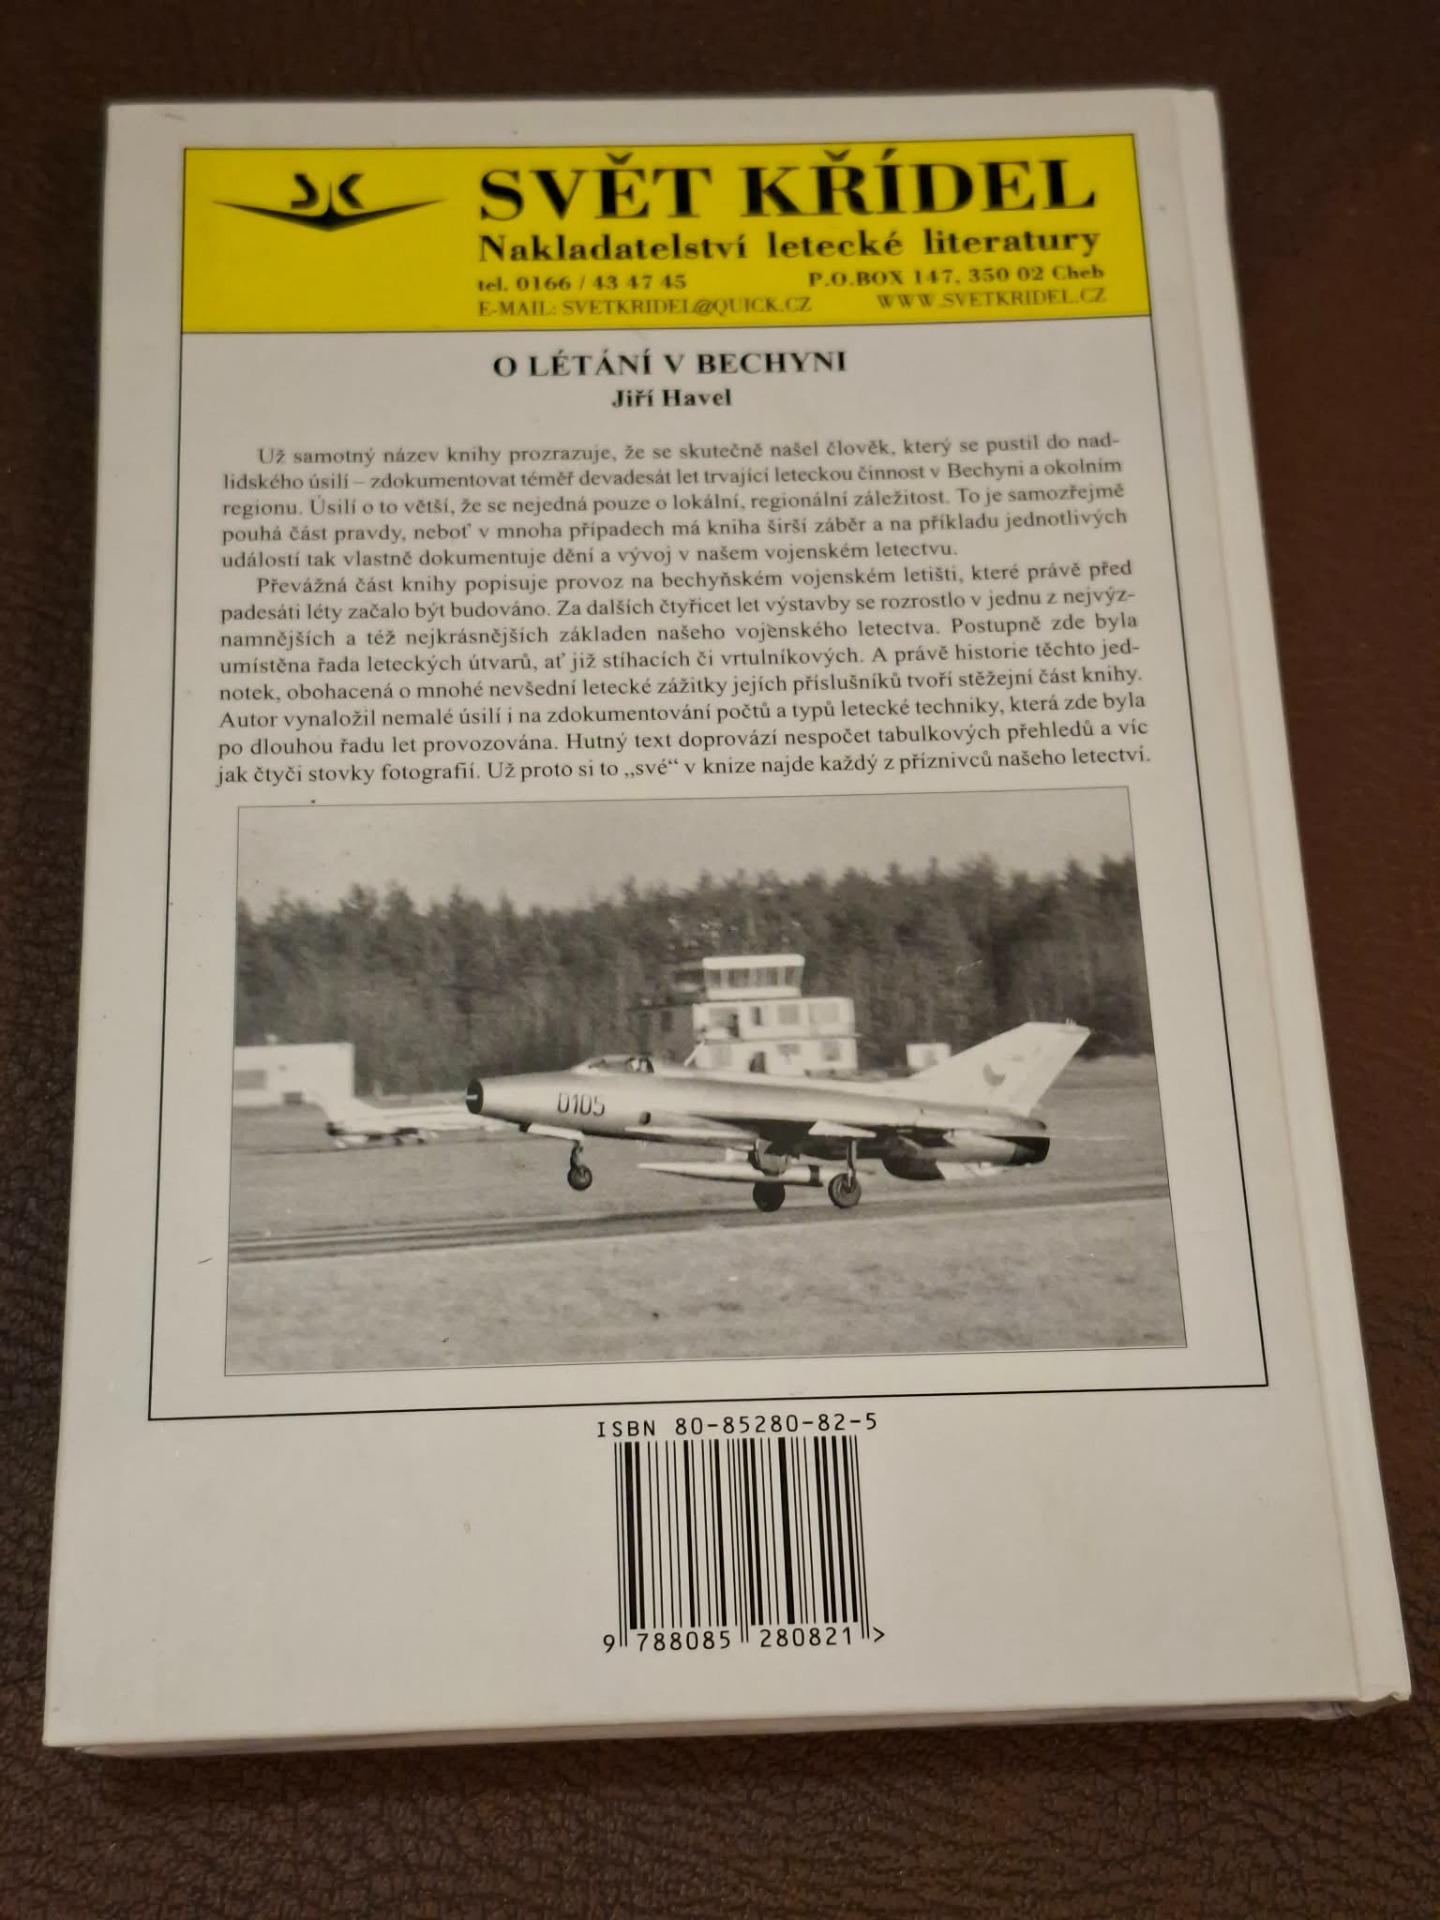 SVĚT KŘÍDEL
Nakladatelství letecké literatury
tel. 0166 / 43 47 45 P.O.BOX 147, 350 02 Cheb
E-MAIL: SVETKRIDEL@QUICK.CZ WWW.SVETKRIDEL.CZ
O LÉTÁNÍ V BECHYNI
Jiří Havel
Už samotný název knihy prozrazuje, že se skutečně našel člověk, který se pustil do nad-
lidského úsilí – zdokumentovat téměř devadesát let trvající leteckou činnost v Bechyni a okolním
regionu. Úsilí o to větší, že se nejedná pouze o lokální, regionální záležitost. To je samozřejmě
pouhá část pravdy, neboť v mnoha případech má kniha širší záběr a na příkladu jednotlivých
událostí tak vlastně dokumentuje dění a vývoj v našem vojenském letectvu.
Převážná část knihy popisuje provoz na bechyňském vojenském letišti, které právě před
padesáti léty začalo být budováno. Za dalších čtyřicet let výstavby se rozrostlo v jednu z nejvýz-
namnějších a též nejkrásnějších základen našeho vojenského letectva. Postupně zde byla
umístěna řada leteckých útvarů, ať již stíhacích či vrtulníkových. A právě historie těchto jed-
notek, obohacená o mnohé nevšední letecké zážitky jejích příslušníků tvoří stěžejní část knihy.
Autor vynaložil nemalé úsilí i na zdokumentování počtů a typů letecké techniky, která zde byla
po dlouhou řadu let provozována. Hutný text doprovází nespočet tabulkových přehledů a víc
jak čtyči stovky fotografií. Už proto si to „své“ v knize najde každý z příznivců našeho letectví.
0105
ISBN 80-85280-82-5
9 788085 280821 >